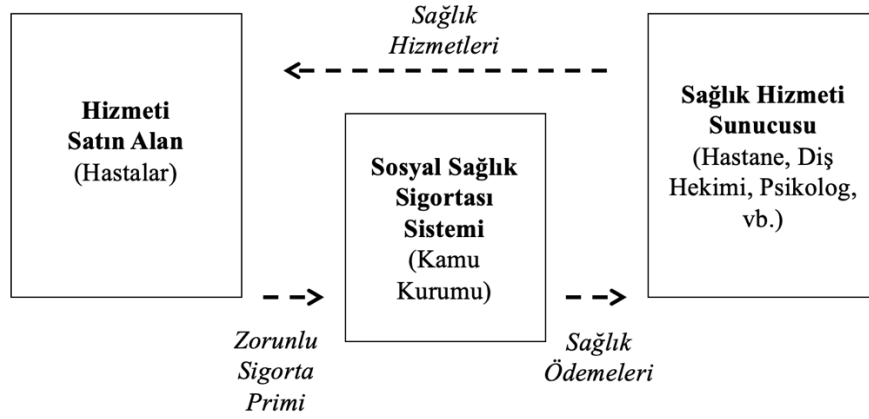 Sağlık
Hizmetleri
Hizmeti
Satın Alan
(Hastalar)
Sosyal Sağlık
Sigortası
Sistemi
(Kamu
Kurumu)
Sağlık Hizmeti
Sunucusu
(Hastane, Diş
Hekimi, Psikolog,
vb.)
Zorunlu
Sigorta
Primi
Sağlık
Ödemeleri